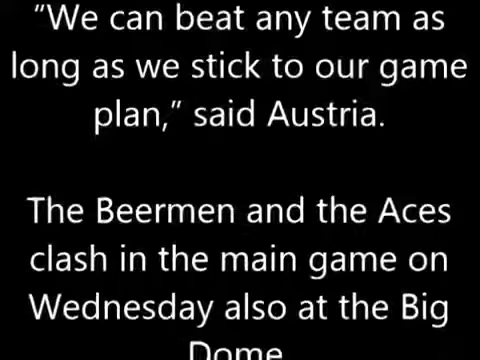 “We can beat any team as
long as we stick to our game
plan,” said Austria.
The Beermen and the Aces
clash in the main game on
Wednesday also at the Big
Dome